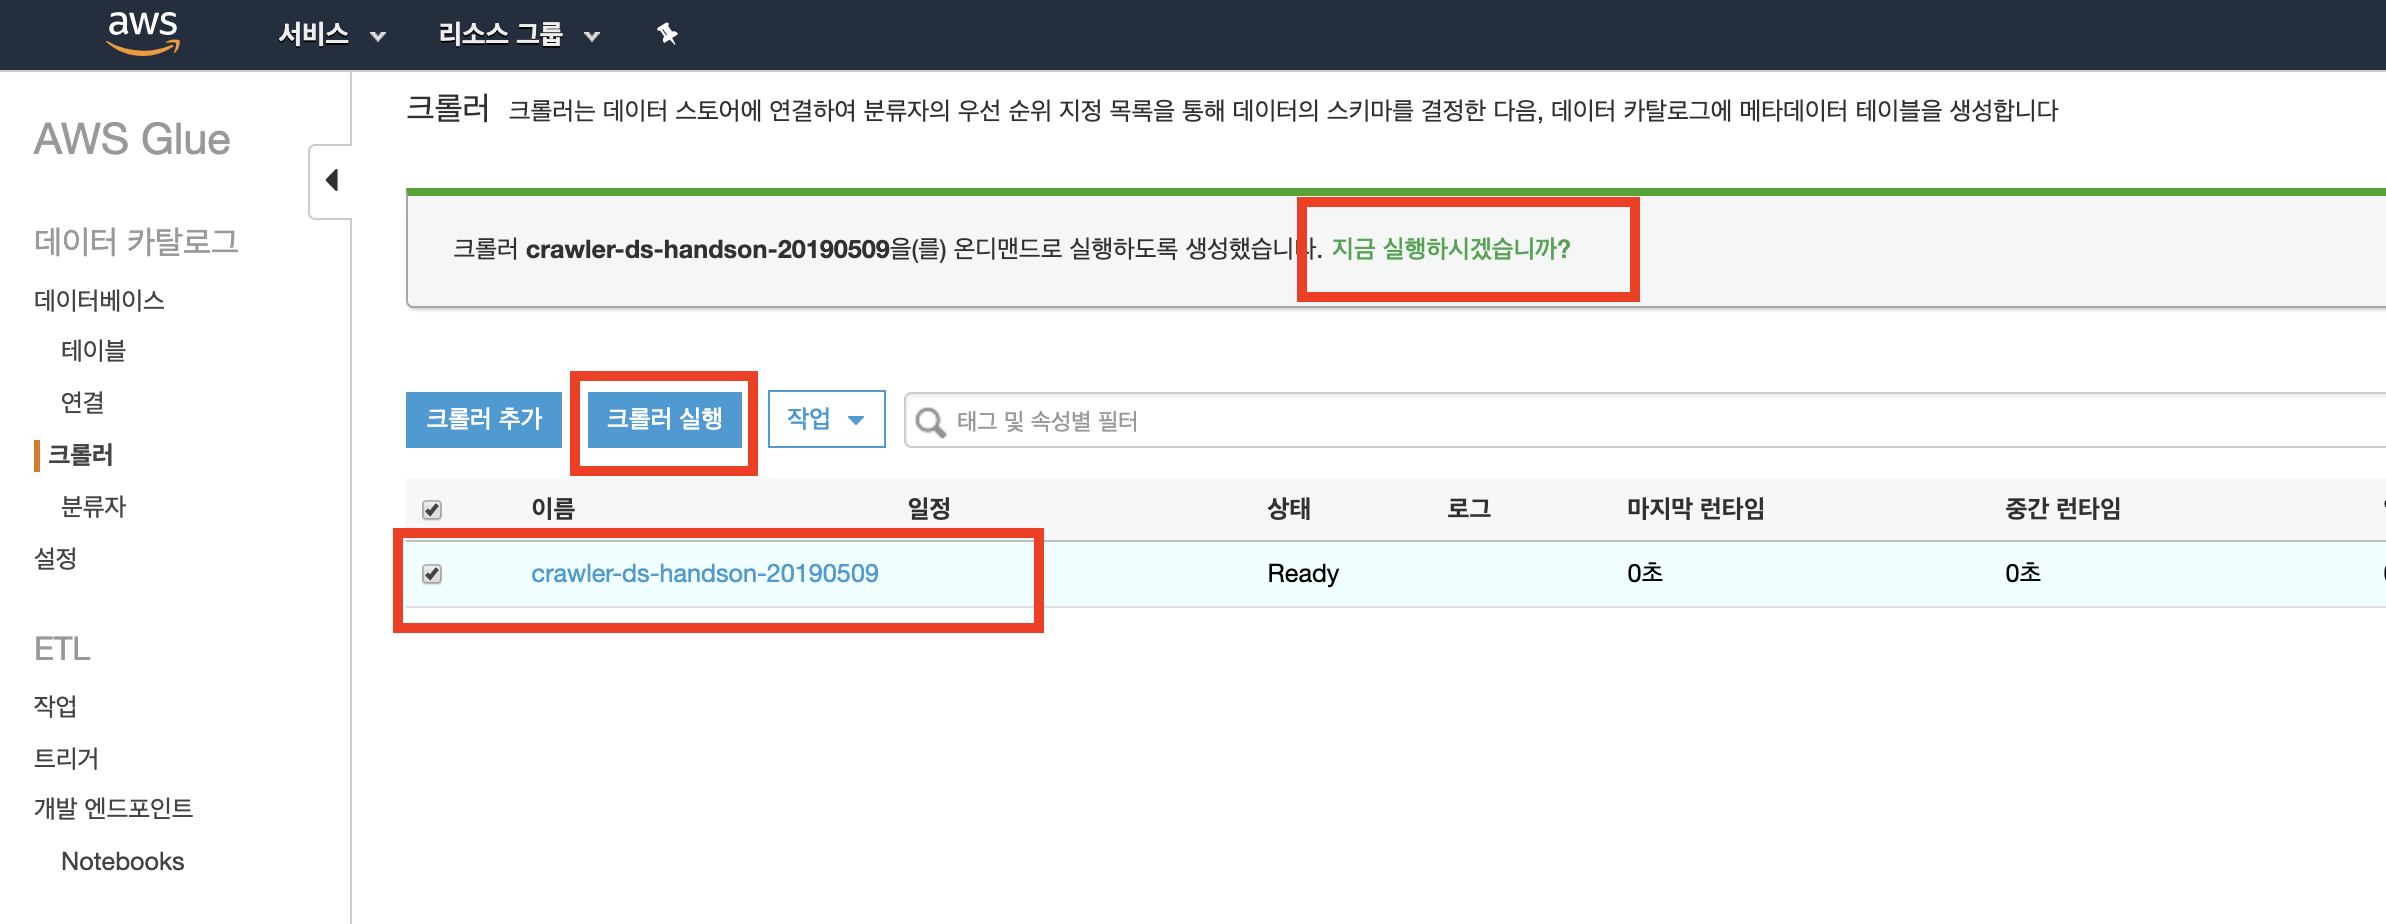 aws 서비스 리소스 그룹
AWS Glue
데이터 카탈로그
데이터베이스
테이블
연결
크롤러
분류자
설정
ETL
작업
트리거
개발 엔드포인트
Notebooks
크롤러 크롤러는 데이터 스토어에 연결하여 분류자의 우선 순위 지정 목록을 통해 데이터의 스키마를 결정한 다음, 데이터 카탈로그에 메타데이터 테이블을 생성합니다
크롤러 crawler-ds-handson-20190509을(를) 온디맨드로 실행하도록 생성했습니다. 지금 실행하시겠습니까?
크롤러 추가 크롤러 실행 작업 태그 및 속성별 필터
이름 일정 상태 로그 마지막 런타임 중간 런타임
crawler-ds-handson-20190509 Ready 0초 0초